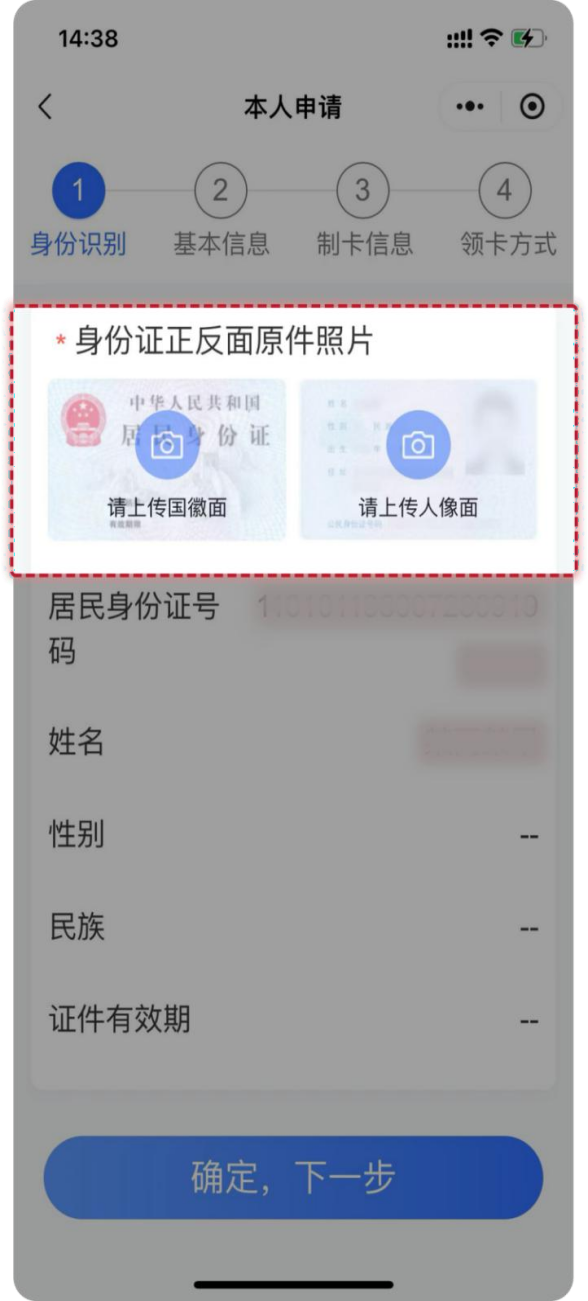 14:38
本人申请
1
2
3
4
身份识别
基本信息
制卡信息
领卡方式
* 身份证正反面原件照片
中华人民共和国
居民身份证
请上传国徽面
请上传人像面
居民身份证号
码
姓名
性别
--
民族
--
证件有效期
--
确定，下一步